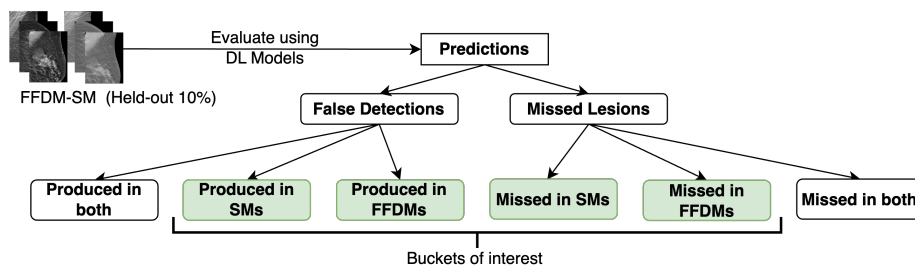 Evaluate using
DL Models
Predictions
FFDM-SM (Held-out 10%)
False Detections
Missed Lesions
Produced in
both
Produced in
SMs
Produced in
FFDMs
Missed in SMs
Missed in
FFDMs
Missed in both
Buckets of interest